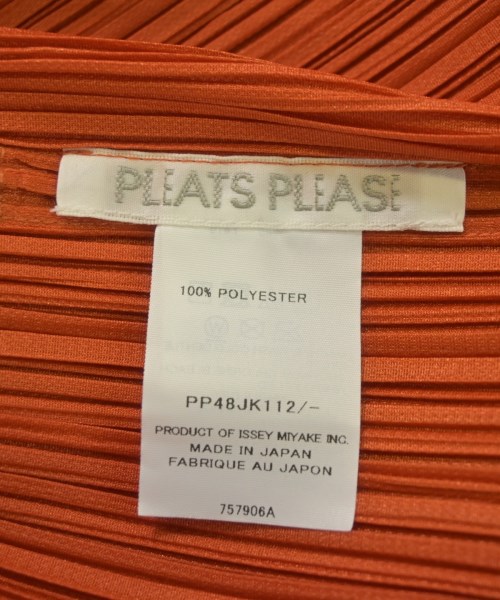 PLEATS PLEASE
100% POLYESTER
PP48JK112/-
PRODUCT OF ISSEY MIYAKE INC.
MADE IN JAPAN
FABRIQUE AU JAPON
757906A